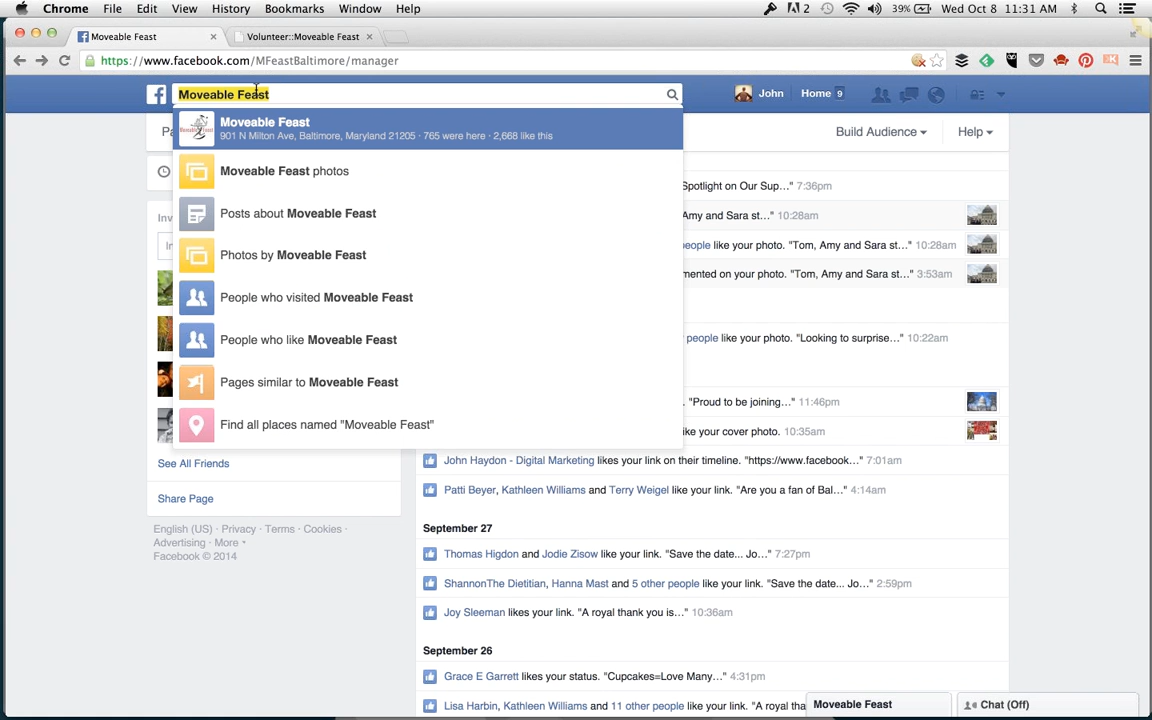 Chrome File Edit View History Bookmarks Window Help
2 39% Wed Oct 8 11:31 AM
Moveable Feast
Volunteer::Moveable Feast
https://www.facebook.com/MFeastBaltimore/manager
Moveable Feast
John Home 9
Build Audience Help
Moveable Feast
901 N Milton Ave, Baltimore, Maryland 21205 · 765 were here · 2,668 like this
Moveable Feast photos
Posts about Moveable Feast
Photos by Moveable Feast
People who visited Moveable Feast
People who like Moveable Feast
Pages similar to Moveable Feast
Find all places named "Moveable Feast"
See All Friends
Share Page
English (US) · Privacy · Terms · Cookies ·
Advertising · More
Facebook © 2014
Spotlight on Our Sup..." 7:36pm
Amy and Sara st..." 10:28am
eople like your photo. "Tom, Amy and Sara st..." 10:28am
mented on your photo. "Tom, Amy and Sara st..." 3:53am
people like your photo. "Looking to surprise..." 10:22am
. "Proud to be joining..." 11:46pm
ke your cover photo. 10:35am
John Haydon - Digital Marketing likes your link on their timeline. "https://www.facebook..." 7:01am
Patti Beyer, Kathleen Williams and Terry Weigel like your link. "Are you a fan of Bal..." 4:14am
September 27
Thomas Higdon and Jodie Zisow like your link. "Save the date... Jo..." 7:27pm
ShannonThe Dietitian, Hanna Mast and 5 other people like your link. "Save the date... Jo..." 2:59pm
Joy Sleeman likes your link. "A royal thank you is..." 10:36am
September 26
Grace E Garrett likes your status. "Cupcakes=Love Many..." 4:31pm
Lisa Harbin, Kathleen Williams and 11 other people like your link. "A royal tha
Moveable Feast
Chat (Off)